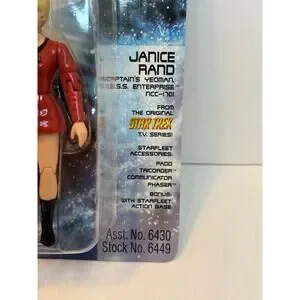 JANICE
RAND
CAPTAIN'S YEOMAN,
U.S.S. ENTERPRISE
NCC-1701
FROM
THE ORIGINAL
STAR TREK
T.V. SERIES!
STARFLEET
ACCESSORIES:
PADD
TRICORDER
COMMUNICATOR
PHASER
BONUS:
WITH STARFLEET
ACTION BASE
Asst. No. 6430
Stock No. 6449